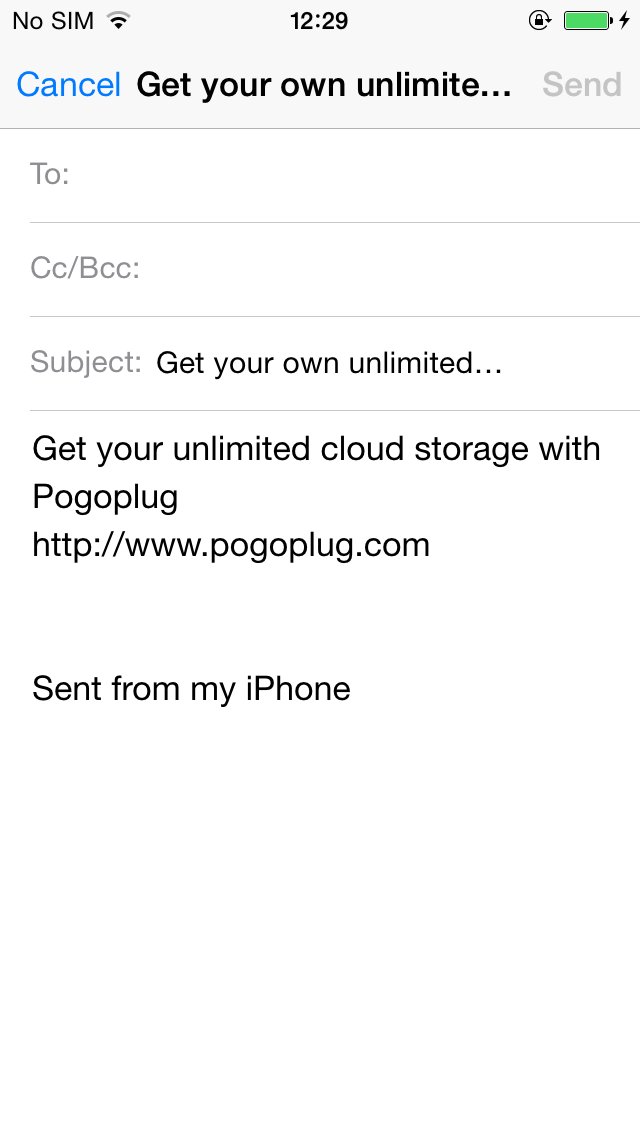 No SIM 12:29
Cancel Get your own unlimite... Send
To:
Cc/Bcc:
Subject: Get your own unlimited...
Get your unlimited cloud storage with
Pogoplug
http://www.pogoplug.com
Sent from my iPhone